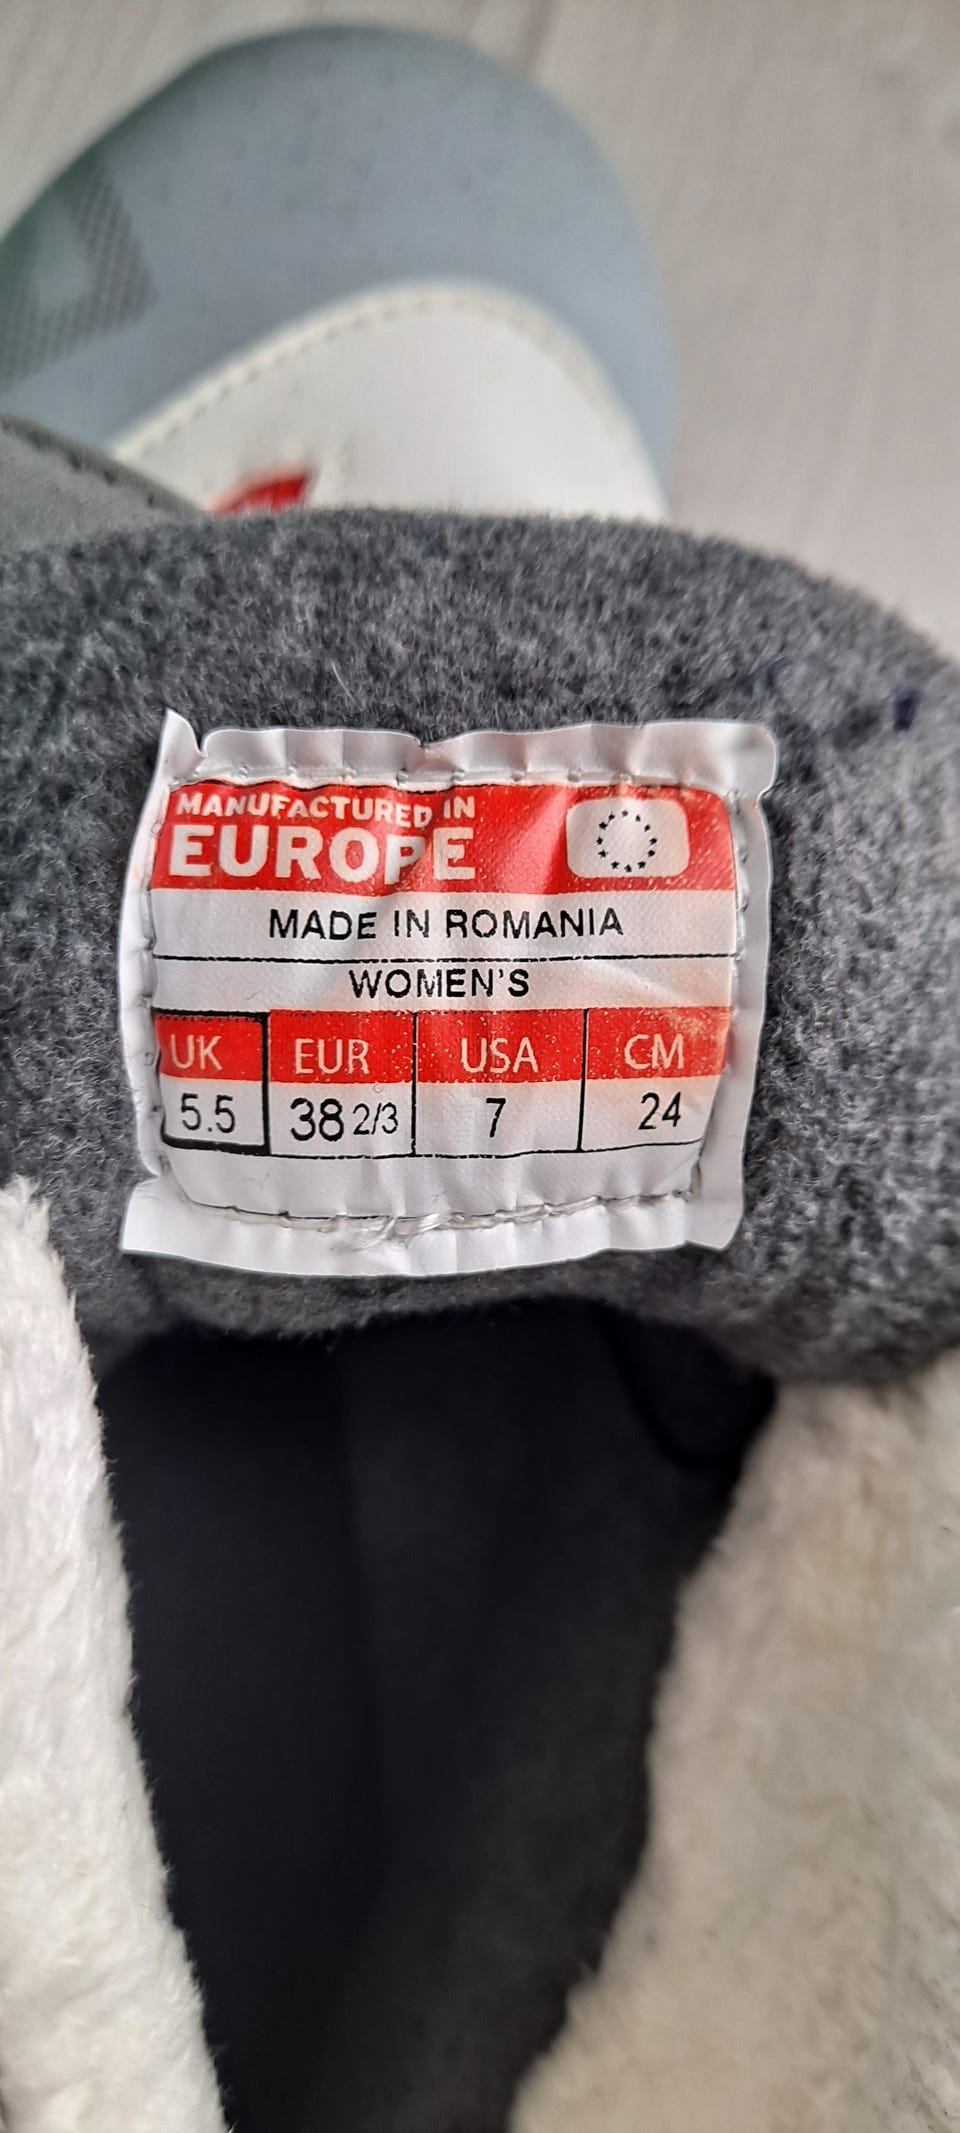 MANUFACTURED IN
EUROPE
MADE IN ROMANIA
WOMEN'S
UK EUR USA CM
5.5 38 2/3 7 24